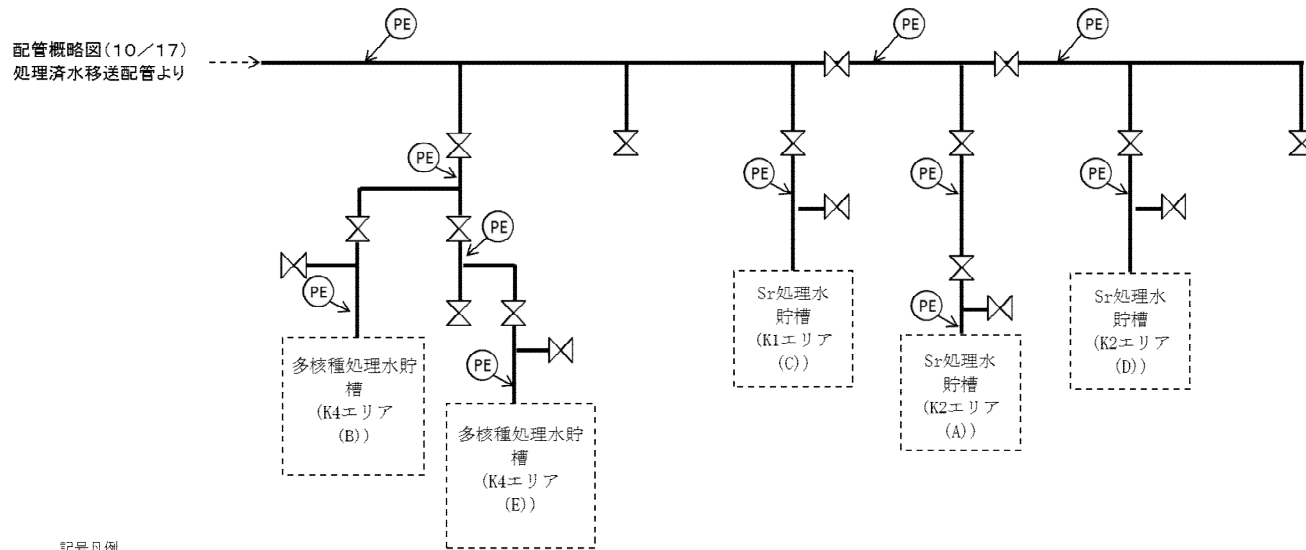 配管概略図(10/17)
処理済水移送配管より
PE
PE
PE
PE
PE
PE
PE
PE
PE
PE
PE
多核種処理水貯
槽
(K4エリア
(B))
多核種処理水貯
槽
(K4エリア
(E))
Sr処理水
貯槽
(K1エリア
(C))
Sr処理水
貯槽
(K2エリア
(A))
Sr処理水
貯槽
(K2エリア
(D))
記号凡例